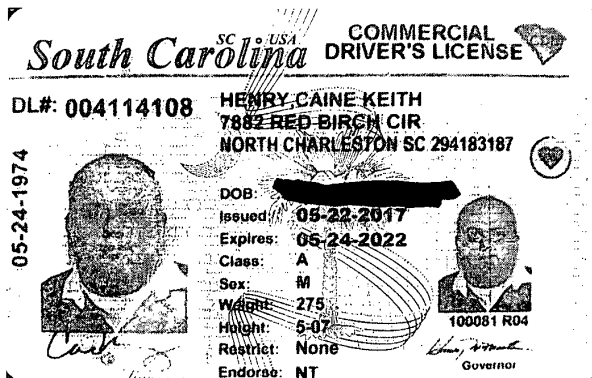 South Carolina
SC USA
COMMERCIAL
DRIVER'S LICENSE
CDL
DL#: 004114108
HENRY, CAINE KEITH
7882 RED BIRCH CIR
NORTH CHARLESTON SC 294183187
05-24-1974
DOB:
Issued: 05-22-2017
Expires: 05-24-2022
Class: A
Sex: M
Weight: 275
Height: 5-07
Restrict: None
Endorse: NT
100081 R04
Governor